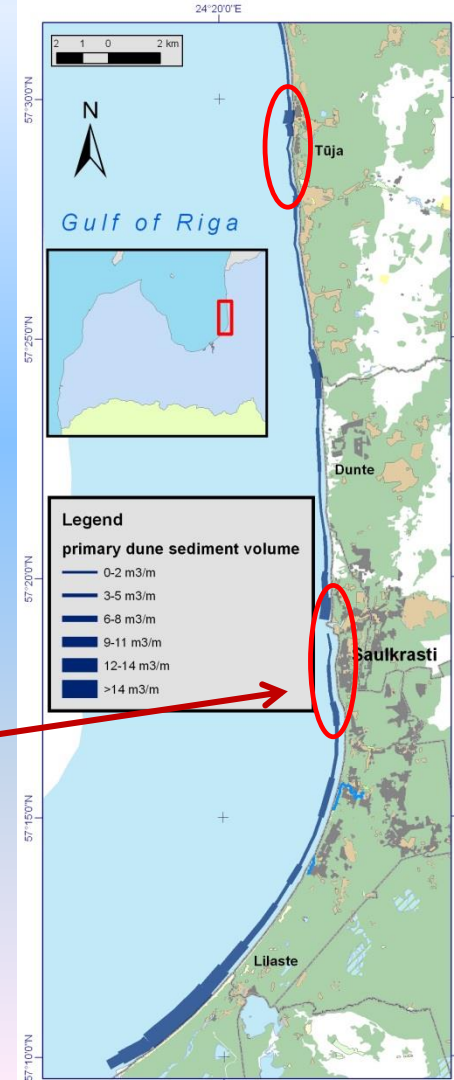 24°20'0"E
2 1 0 2 km
57°30'0"N
N
Tūja
Gulf of Riga
57°25'0"N
Dunte
Legend
primary dune sediment volume
0-2 m3/m
3-5 m3/m
6-8 m3/m
9-11 m3/m
12-14 m3/m
>14 m3/m
57°20'0"N
Saulkrasti
57°15'0"N
Lilaste
57°10'0"N